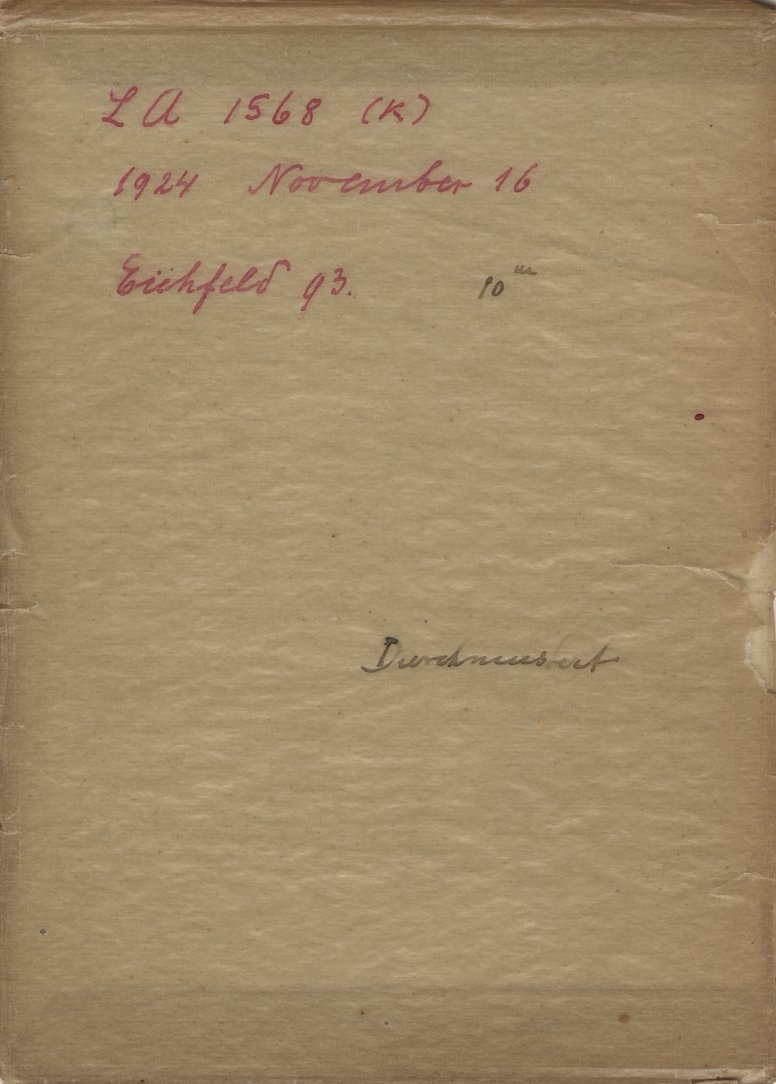 LA 1568 (K)
1924 November 16
Eichfeld 93. 10ᵐ
Durchmustert